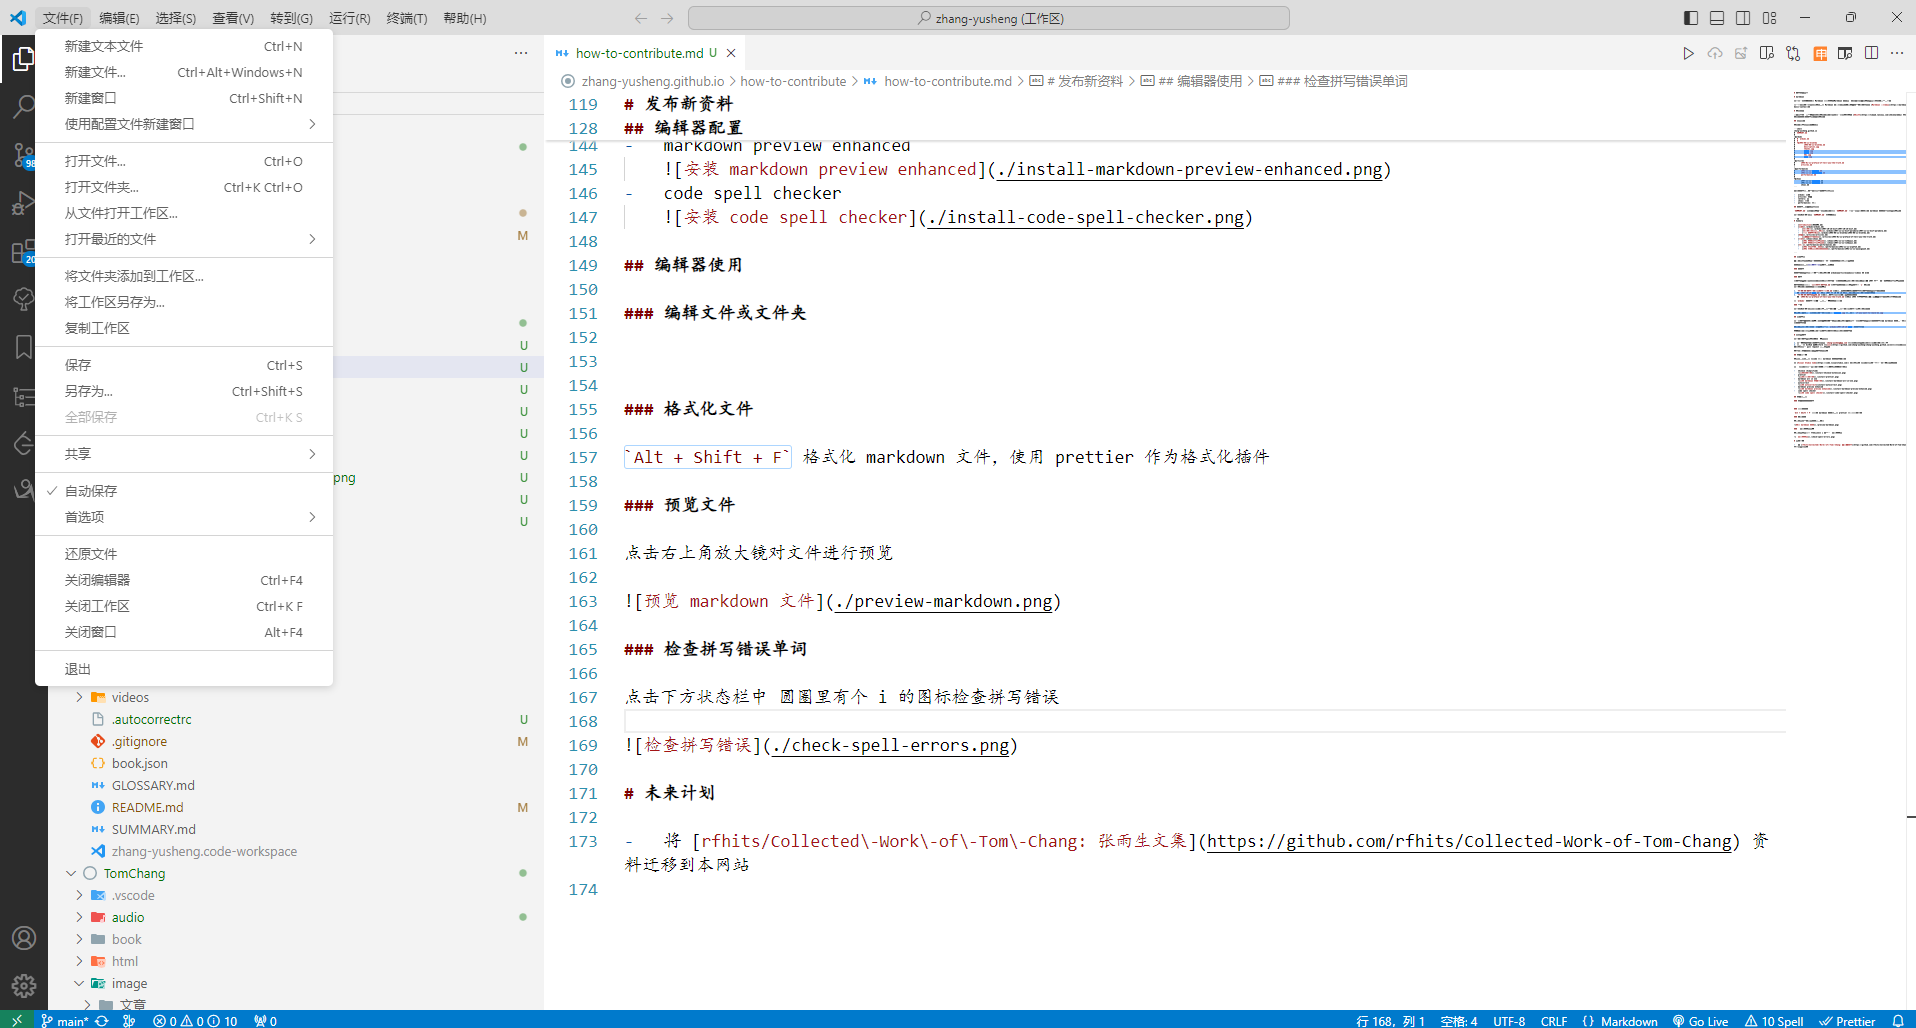 文件(F) 编辑(E) 选择(S) 查看(V) 转到(G) 运行(R) 终端(T) 帮助(H)
zhang-yusheng (工作区)
新建文本文件 Ctrl+N
新建文件... Ctrl+Alt+Windows+N
新建窗口 Ctrl+Shift+N
使用配置文件新建窗口
打开文件... Ctrl+O
打开文件夹... Ctrl+K Ctrl+O
从文件打开工作区...
打开最近的文件
将文件夹添加到工作区...
将工作区另存为...
复制工作区
保存 Ctrl+S
另存为... Ctrl+Shift+S
全部保存 Ctrl+K S
共享
自动保存
首选项
还原文件
关闭编辑器 Ctrl+F4
关闭工作区 Ctrl+K F
关闭窗口 Alt+F4
退出
98
20
M
U
U
U
U
U
U
png U
U
U
videos
.autocorrectrc U
.gitignore M
book.json
GLOSSARY.md
README.md M
SUMMARY.md
zhang-yusheng.code-workspace
TomChang
.vscode
audio
book
html
image
文章
how-to-contribute.md U
zhang-yusheng.github.io > how-to-contribute > how-to-contribute.md > # 发布新资料 > ## 编辑器使用 > ### 检查拼写错误单词
119 # 发布新资料
128 ## 编辑器配置
144 - markdown preview enhanced
145 ![安装 markdown preview enhanced](./install-markdown-preview-enhanced.png)
146 - code spell checker
147 ![安装 code spell checker](./install-code-spell-checker.png)
148
149 ## 编辑器使用
150
151 ### 编辑文件或文件夹
152
153
154
155 ### 格式化文件
156
157 `Alt + Shift + F` 格式化 markdown 文件，使用 prettier 作为格式化插件
158
159 ### 预览文件
160
161 点击右上角放大镜对文件进行预览
162
163 ![预览 markdown 文件](./preview-markdown.png)
164
165 ### 检查拼写错误单词
166
167 点击下方状态栏中 圆圈里有个 i 的图标检查拼写错误
168
169 ![检查拼写错误](./check-spell-errors.png)
170
171 # 未来计划
172
173 - 将 [rfhits/Collected\-Work\-of\-Tom\-Chang: 张雨生文集](https://github.com/rfhits/Collected-Work-of-Tom-Chang) 资
料迁移到本网站
174
main* 0 0 10 0 行 168，列 1 空格: 4 UTF-8 CRLF {} Markdown Go Live 10 Spell Prettier